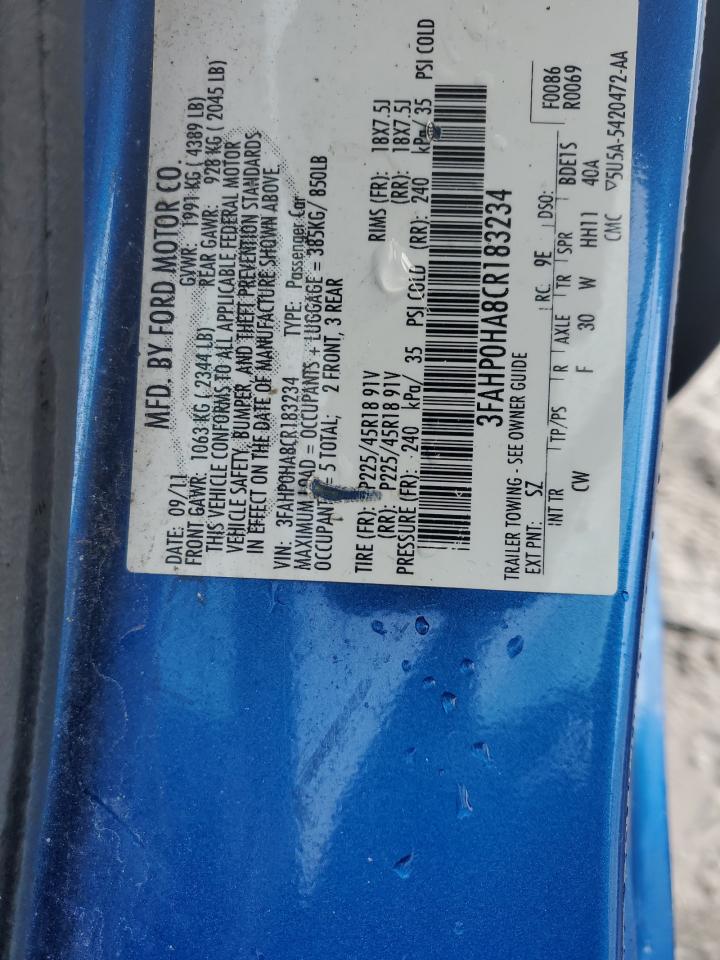 MFD. BY FORD MOTOR CO.
DATE: 09/11 GVWR: 1991 KG ( 4389 LB)
FRONT GAWR: 1063 KG ( 2344 LB) REAR GAWR: 928 KG ( 2045 LB)
THIS VEHICLE CONFORMS TO ALL APPLICABLE FEDERAL MOTOR
VEHICLE SAFETY, BUMPER, AND THEFT PREVENTION STANDARDS
IN EFFECT ON THE DATE OF MANUFACTURE SHOWN ABOVE
VIN: 3FAHP0HA8CR183234 TYPE: Passenger Car
MAXIMUM LOAD = OCCUPANTS + LUGGAGE = 385KG/ 850LB
OCCUPANTS = 5 TOTAL; 2 FRONT, 3 REAR
TIRE (FR): P225/45R18 91V RIMS (FR): 18X7.5J
(RR): P225/45R18 91V (RR): 18X7.5J
PRESSURE (FR): 240 kPa/ 35 PSI COLD (RR): 240 kPa/ 35 PSI COLD
3FAHP0HA8CR183234
TRAILER TOWING - SEE OWNER GUIDE
F0086
R0069
EXT PNT: SZ RC: 9E DSO:
INT TR TP/PS R AXLE TR SPR BDETS
CW F 30 W HH11 40A
CMC ▽5U5A-5420472-AA